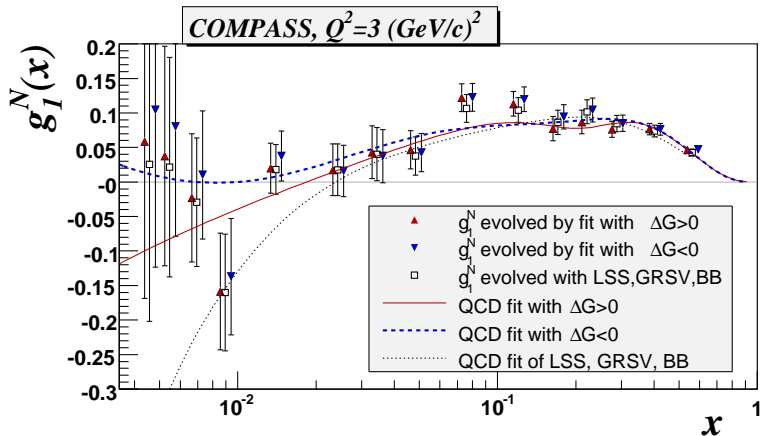 COMPASS, Q²=3 (GeV/c)²
g₁ᴺ(x)
0.2
0.15
0.1
0.05
-0
-0.05
-0.1
-0.15
-0.2
-0.25
-0.3
g₁ᴺ evolved by fit with ΔG>0
g₁ᴺ evolved by fit with ΔG<0
g₁ᴺ evolved with LSS,GRSV,BB
QCD fit with ΔG>0
QCD fit with ΔG<0
QCD fit of LSS, GRSV, BB
10⁻² 10⁻¹ 1
x